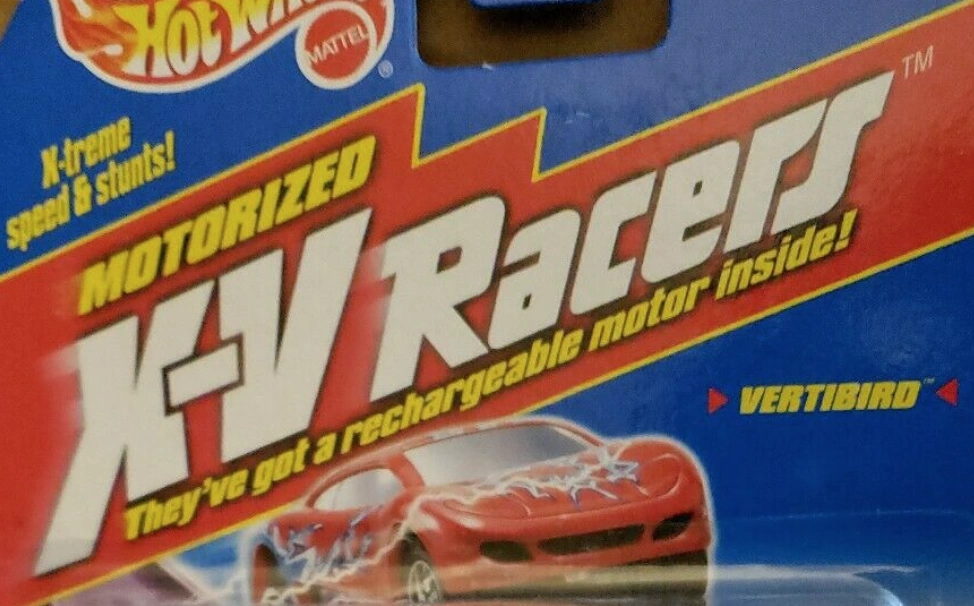 Hot Wheels
MATTEL
®
X-treme
speed & stunts!
MOTORIZED
X-V Racers™
They've got a rechargeable motor inside!
VERTIBIRD™